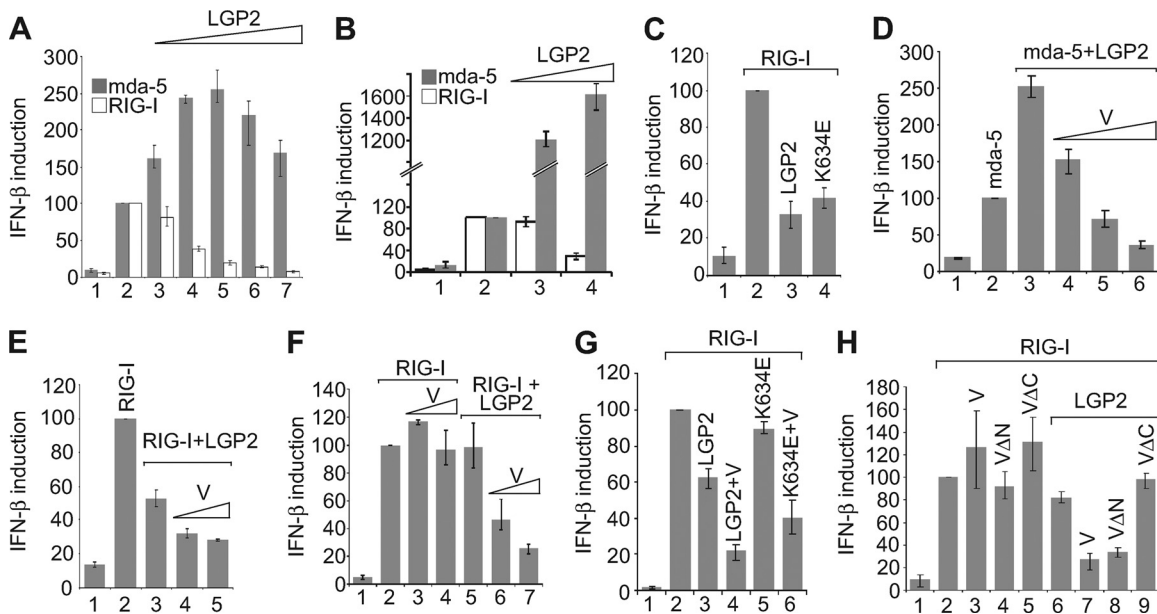 A
LGP2
IFN-β induction
300
250
200
150
100
50
0
mda-5
RIG-I
1 2 3 4 5 6 7
B
LGP2
IFN-β induction
mda-5
RIG-I
1600
1200
120
80
40
0
1 2 3 4
C
RIG-I
IFN-β induction
120
100
80
60
40
20
0
LGP2
K634E
1 2 3 4
D
mda-5+LGP2
V
mda-5
IFN-β induction
300
250
200
150
100
50
0
1 2 3 4 5 6
E
RIG-I
RIG-I+LGP2
V
IFN-β induction
120
100
80
60
40
20
0
1 2 3 4 5
F
RIG-I
V
RIG-I +
LGP2
V
IFN-β induction
140
120
100
80
60
40
20
0
1 2 3 4 5 6 7
G
RIG-I
IFN-β induction
120
100
80
60
40
20
0
LGP2
LGP2+V
K634E
K634E+V
1 2 3 4 5 6
H
RIG-I
LGP2
IFN-β induction
180
160
140
120
100
80
60
40
20
0
V
VΔN
VΔC
V
VΔN
VΔC
1 2 3 4 5 6 7 8 9